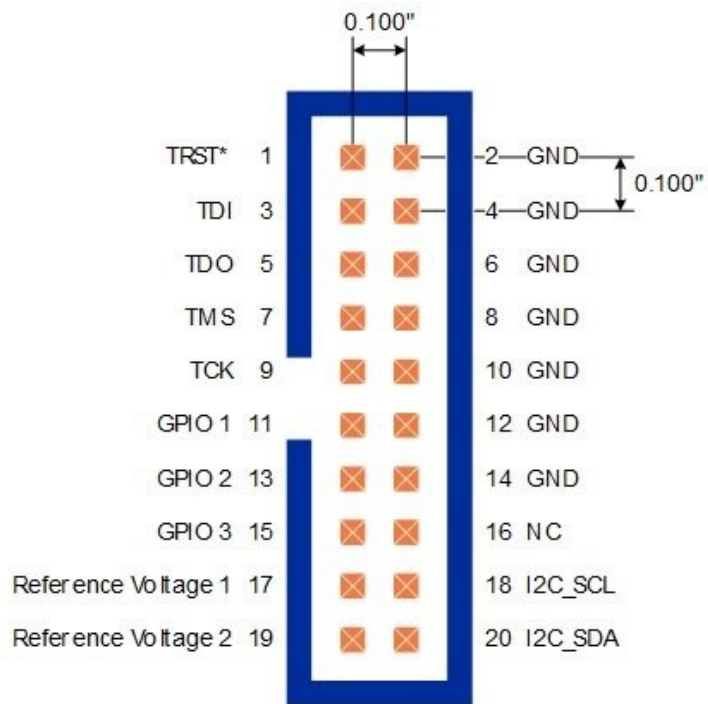 0.100"
TRST* 1 2 GND
0.100"
TDI 3 4 GND
TDO 5 6 GND
TMS 7 8 GND
TCK 9 10 GND
GPIO 1 11 12 GND
GPIO 2 13 14 GND
GPIO 3 15 16 NC
Reference Voltage 1 17 18 I2C_SCL
Reference Voltage 2 19 20 I2C_SDA